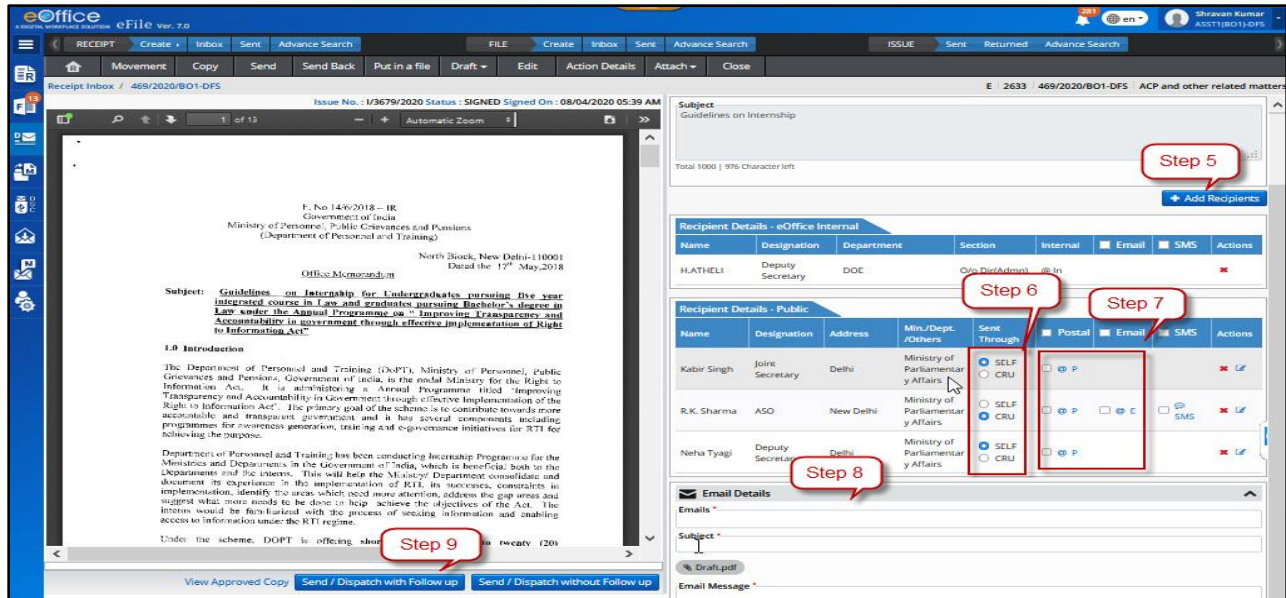 eOffice
A DIGITAL WORKPLACE SOLUTION eFile Ver. 7.0
281
en
Shravan Kumar
ASST1(BO1)-DFS
RECEIPT Create Inbox Sent Advance Search FILE Create Inbox Sent Advance Search ISSUE Sent Returned Advance Search
Movement Copy Send Send Back Put in a file Draft Edit Action Details Attach Close
Receipt Inbox / 469/2020/BO1-DFS
E 2633 469/2020/BO1-DFS ACP and other related matters
13
Issue No. : I/3679/2020 Status : SIGNED Signed On : 08/04/2020 05:39 AM
1 of 13 Automatic Zoom
F. No 14/6/2018 – IR
Government of India
Ministry of Personnel, Public Grievances and Pensions
(Department of Personnel and Training)
North Block, New Delhi-110001
Dated the 17th May,2018
Office Memorandum
Subject: Guidelines on Internship for Undergraduates pursuing five year
integrated course in Law and graduates pursuing Bachelor's degree in
Law under the Annual Programme on " Improving Transparency and
Accountability in government through effective implementation of Right
to Information Act"
1.0 Introduction
The Department of Personnel and Training (DoPT), Ministry of Personnel, Public
Grievances and Pensions, Government of India, is the nodal Ministry for the Right to
Information Act. It is administering a Annual Programme titled 'Improving
Transparency and Accountability in Government through effective Implementation of the
Right to Information Act'. The primary goal of the scheme is to contribute towards more
accountable and transparent government and it has several components including
programmes for awareness generation, training and e-governance initiatives for RTI for
achieving the purpose.
Department of Personnel and Training has been conducting Internship Programme for the
Ministries and Departments in the Government of India, which is beneficial both to the
Departments and the interns. This will help the Ministry/ Department consolidate and
document its experience in the implementation of RTI, its successes, constraints in
implementation, identify the areas which need more attention, address the gap areas and
suggest what more needs to be done to help achieve the objectives of the Act. The
interns would be familiarized with the process of seeking information and enabling
access to information under the RTI regime.
Under the scheme, DOPT is offering twenty (20)
Step 9
View Approved Copy Send / Dispatch with Follow up Send / Dispatch without Follow up
Subject
Guidelines on Internship
Total 1000 | 976 Character left
Step 5
+ Add Recipients
Recipient Details - eOffice Internal
Name Designation Department Section Internal Email SMS Actions
H.ATHELI Deputy Secretary DOE O/o Dir(Admn) @ In
Step 6
Step 7
Recipient Details - Public
Name Designation Address Min./Dept. /Others Sent Through Postal Email SMS Actions
Kabir Singh Joint Secretary Delhi Ministry of Parliamentar y Affairs SELF CRU @ P
R.K. Sharma ASO New Delhi Ministry of Parliamentar y Affairs SELF CRU @ P @ E SMS
Neha Tyagi Deputy Delhi Ministry of Parliamentar y Affairs SELF CRU @ P
Step 8
Email Details
Emails *
Subject *
Draft.pdf
Email Message *